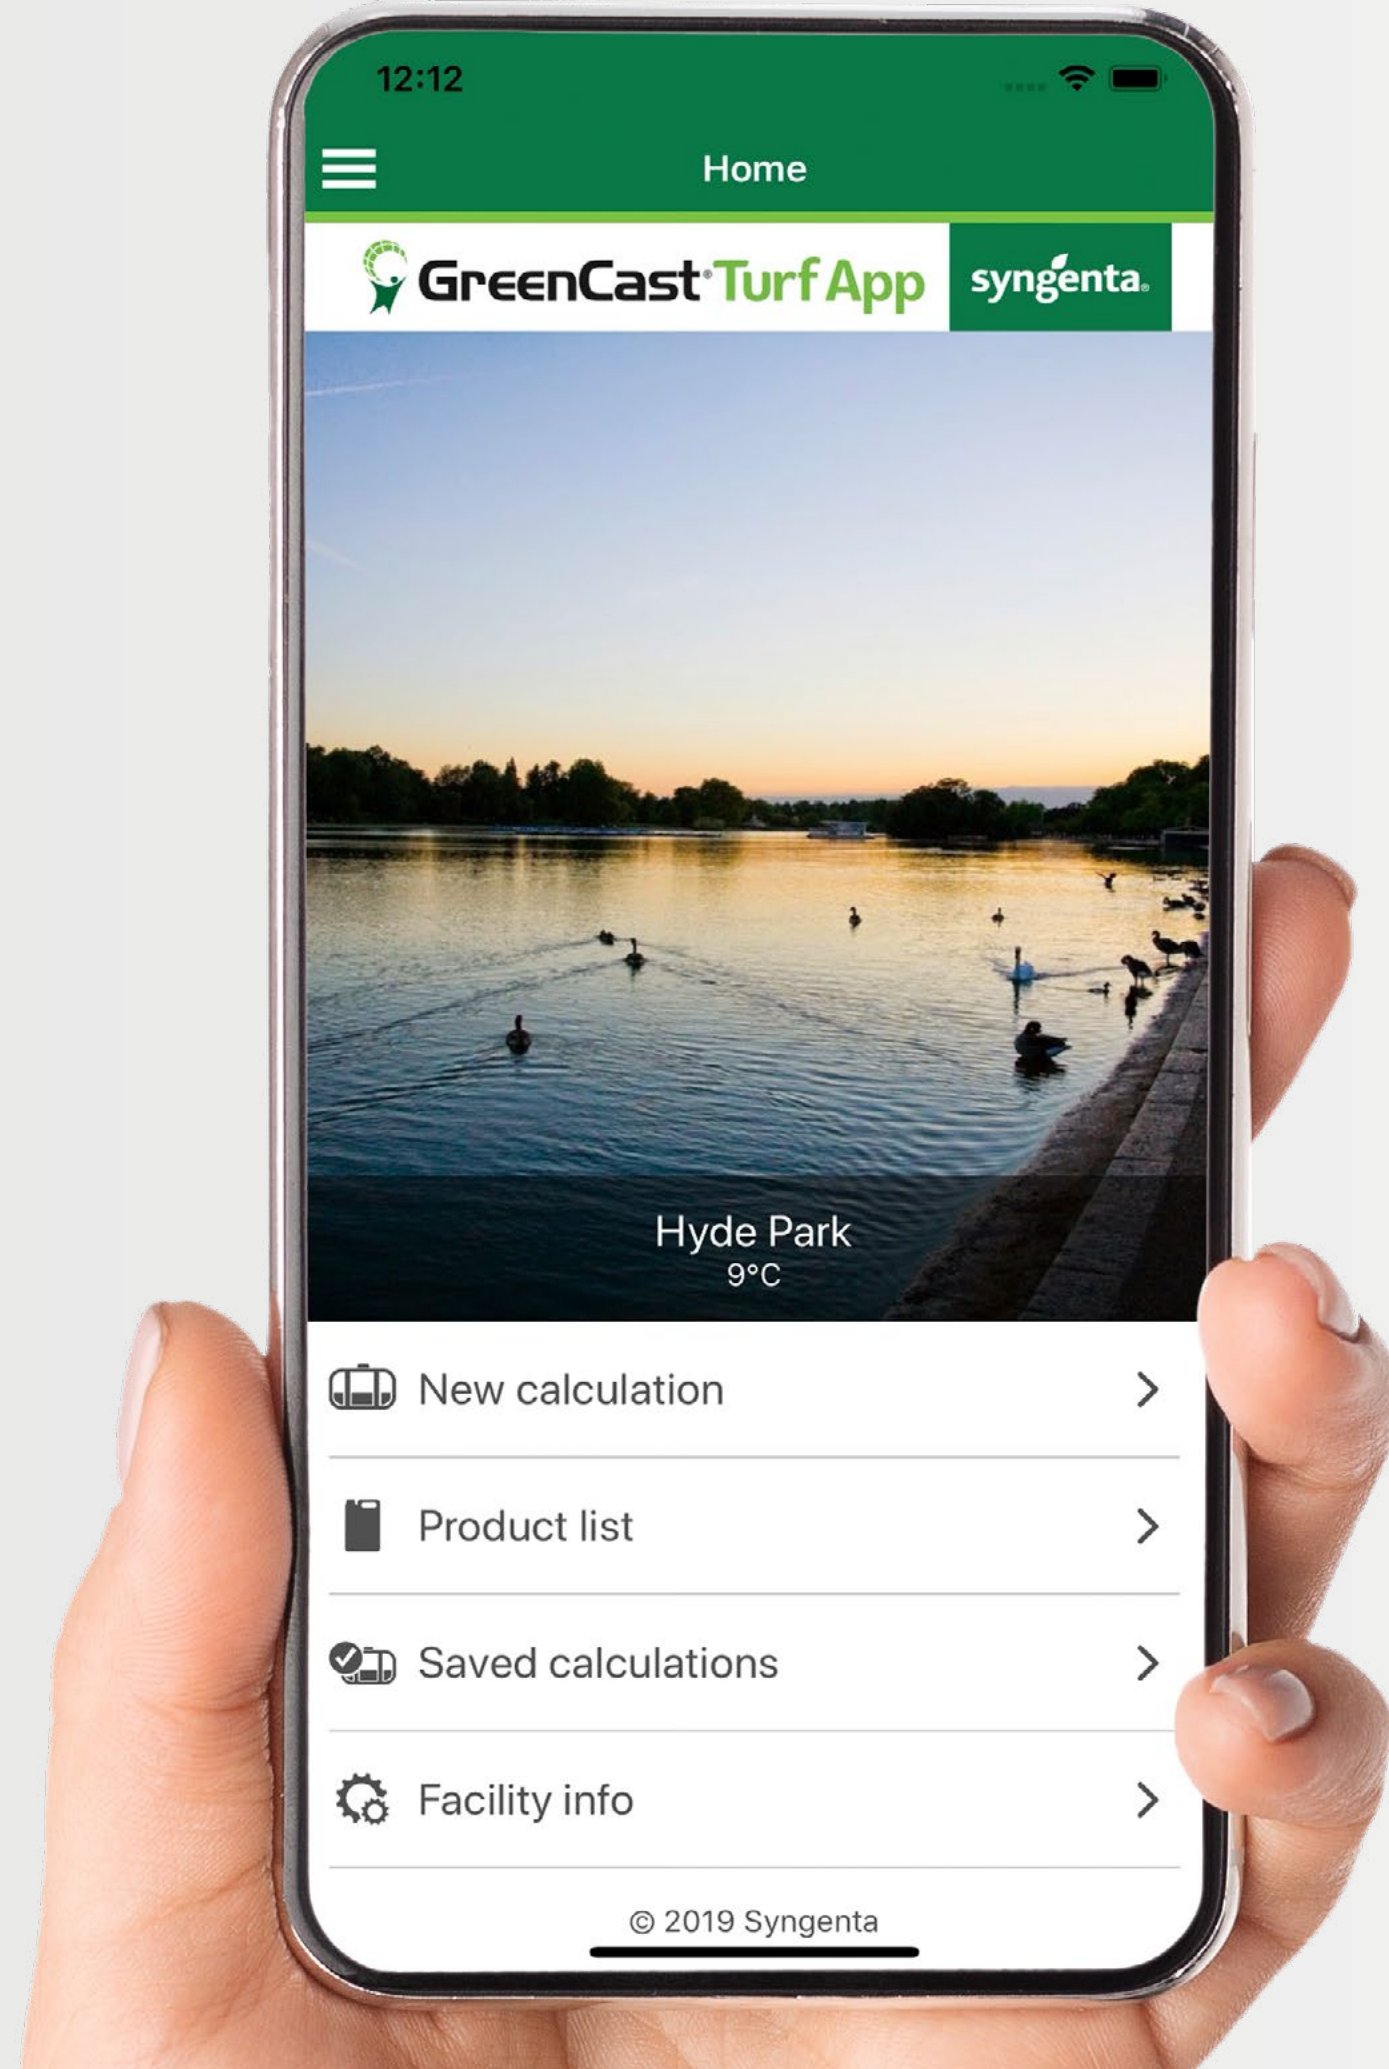 12:12
Home
GreenCast® Turf App
syngenta®
Hyde Park
9°C
New calculation
Product list
Saved calculations
Facility info
© 2019 Syngenta